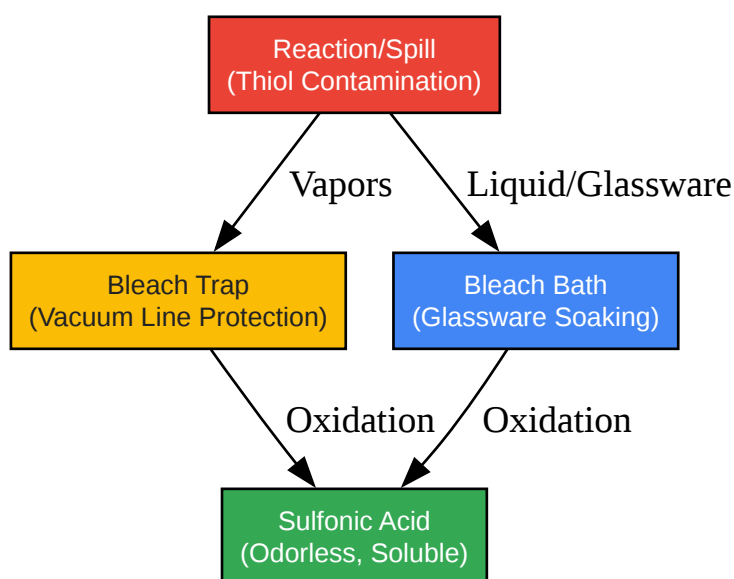 Reaction/Spill
(Thiol Contamination)
Vapors
Liquid/Glassware
Bleach Trap
(Vacuum Line Protection)
Bleach Bath
(Glassware Soaking)
Oxidation
Oxidation
Sulfonic Acid
(Odorless, Soluble)